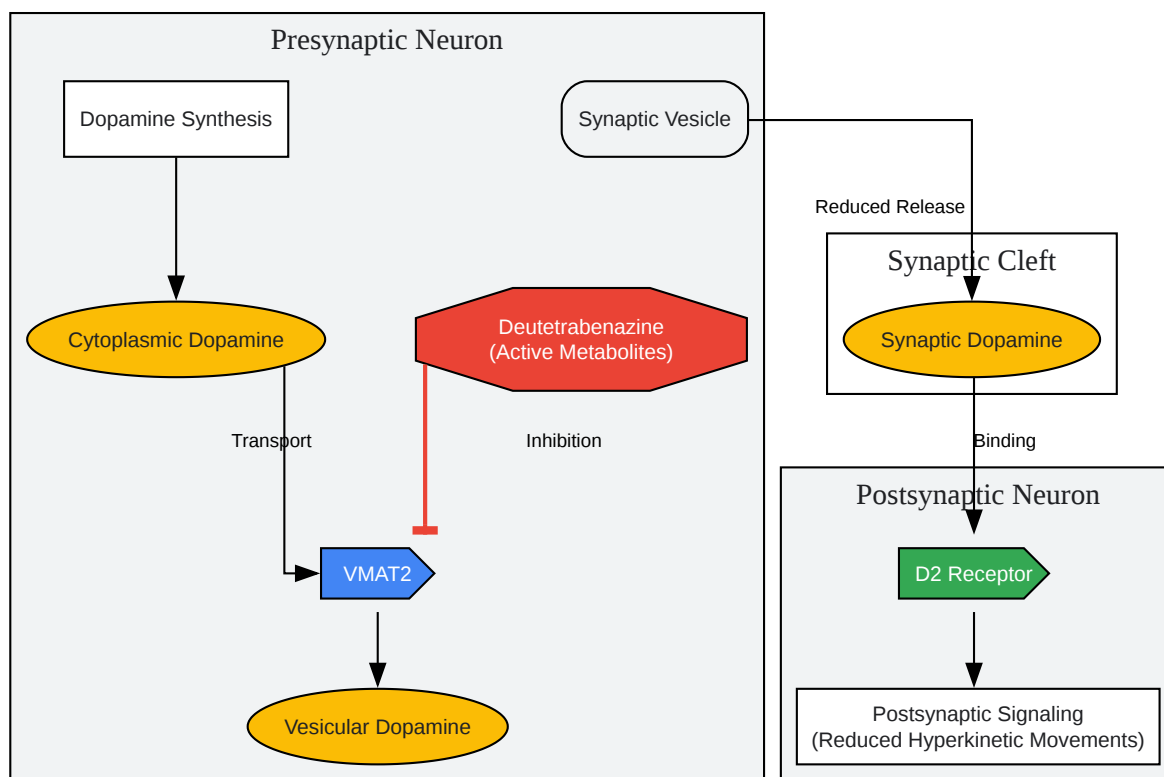 Presynaptic Neuron
Dopamine Synthesis
Synaptic Vesicle
Reduced Release
Synaptic Cleft
Cytoplasmic Dopamine
Deutetrabenazine
(Active Metabolites)
Synaptic Dopamine
Transport
Inhibition
Binding
Postsynaptic Neuron
VMAT2
D2 Receptor
Vesicular Dopamine
Postsynaptic Signaling
(Reduced Hyperkinetic Movements)